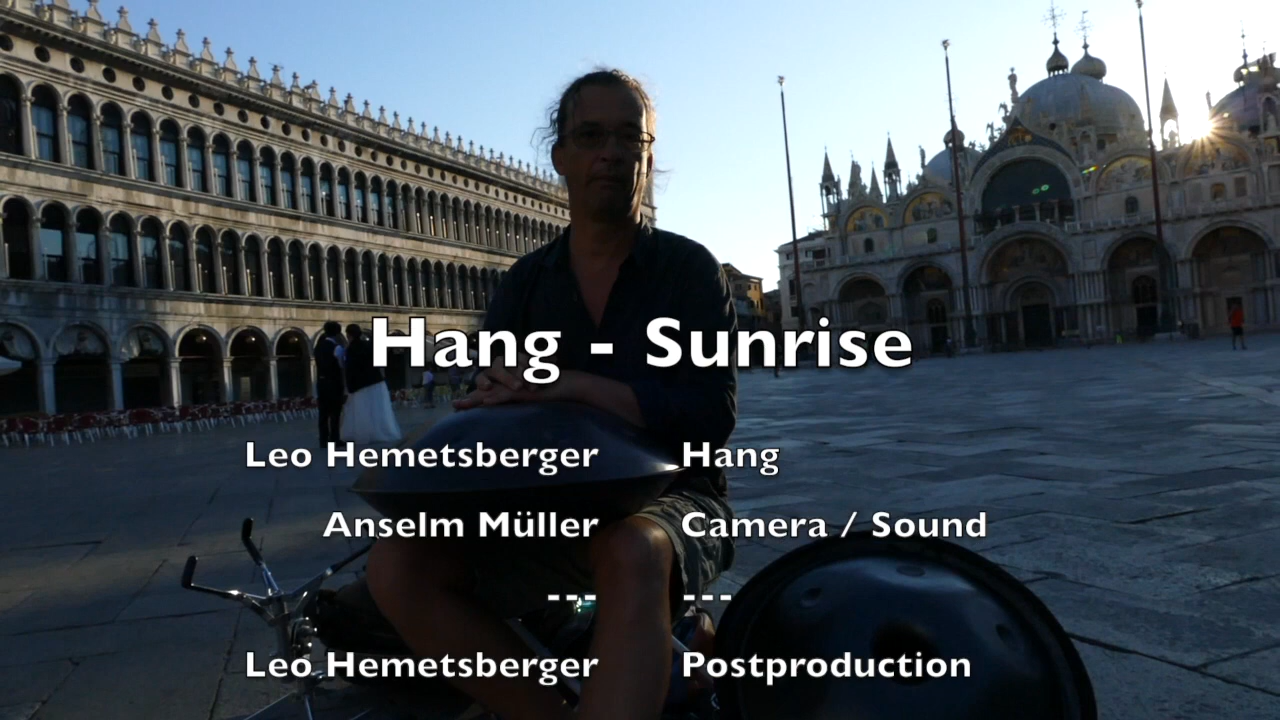 Hang - Sunrise
Leo Hemetsberger Hang
Anselm Müller Camera / Sound
--- ---
Leo Hemetsberger Postproduction